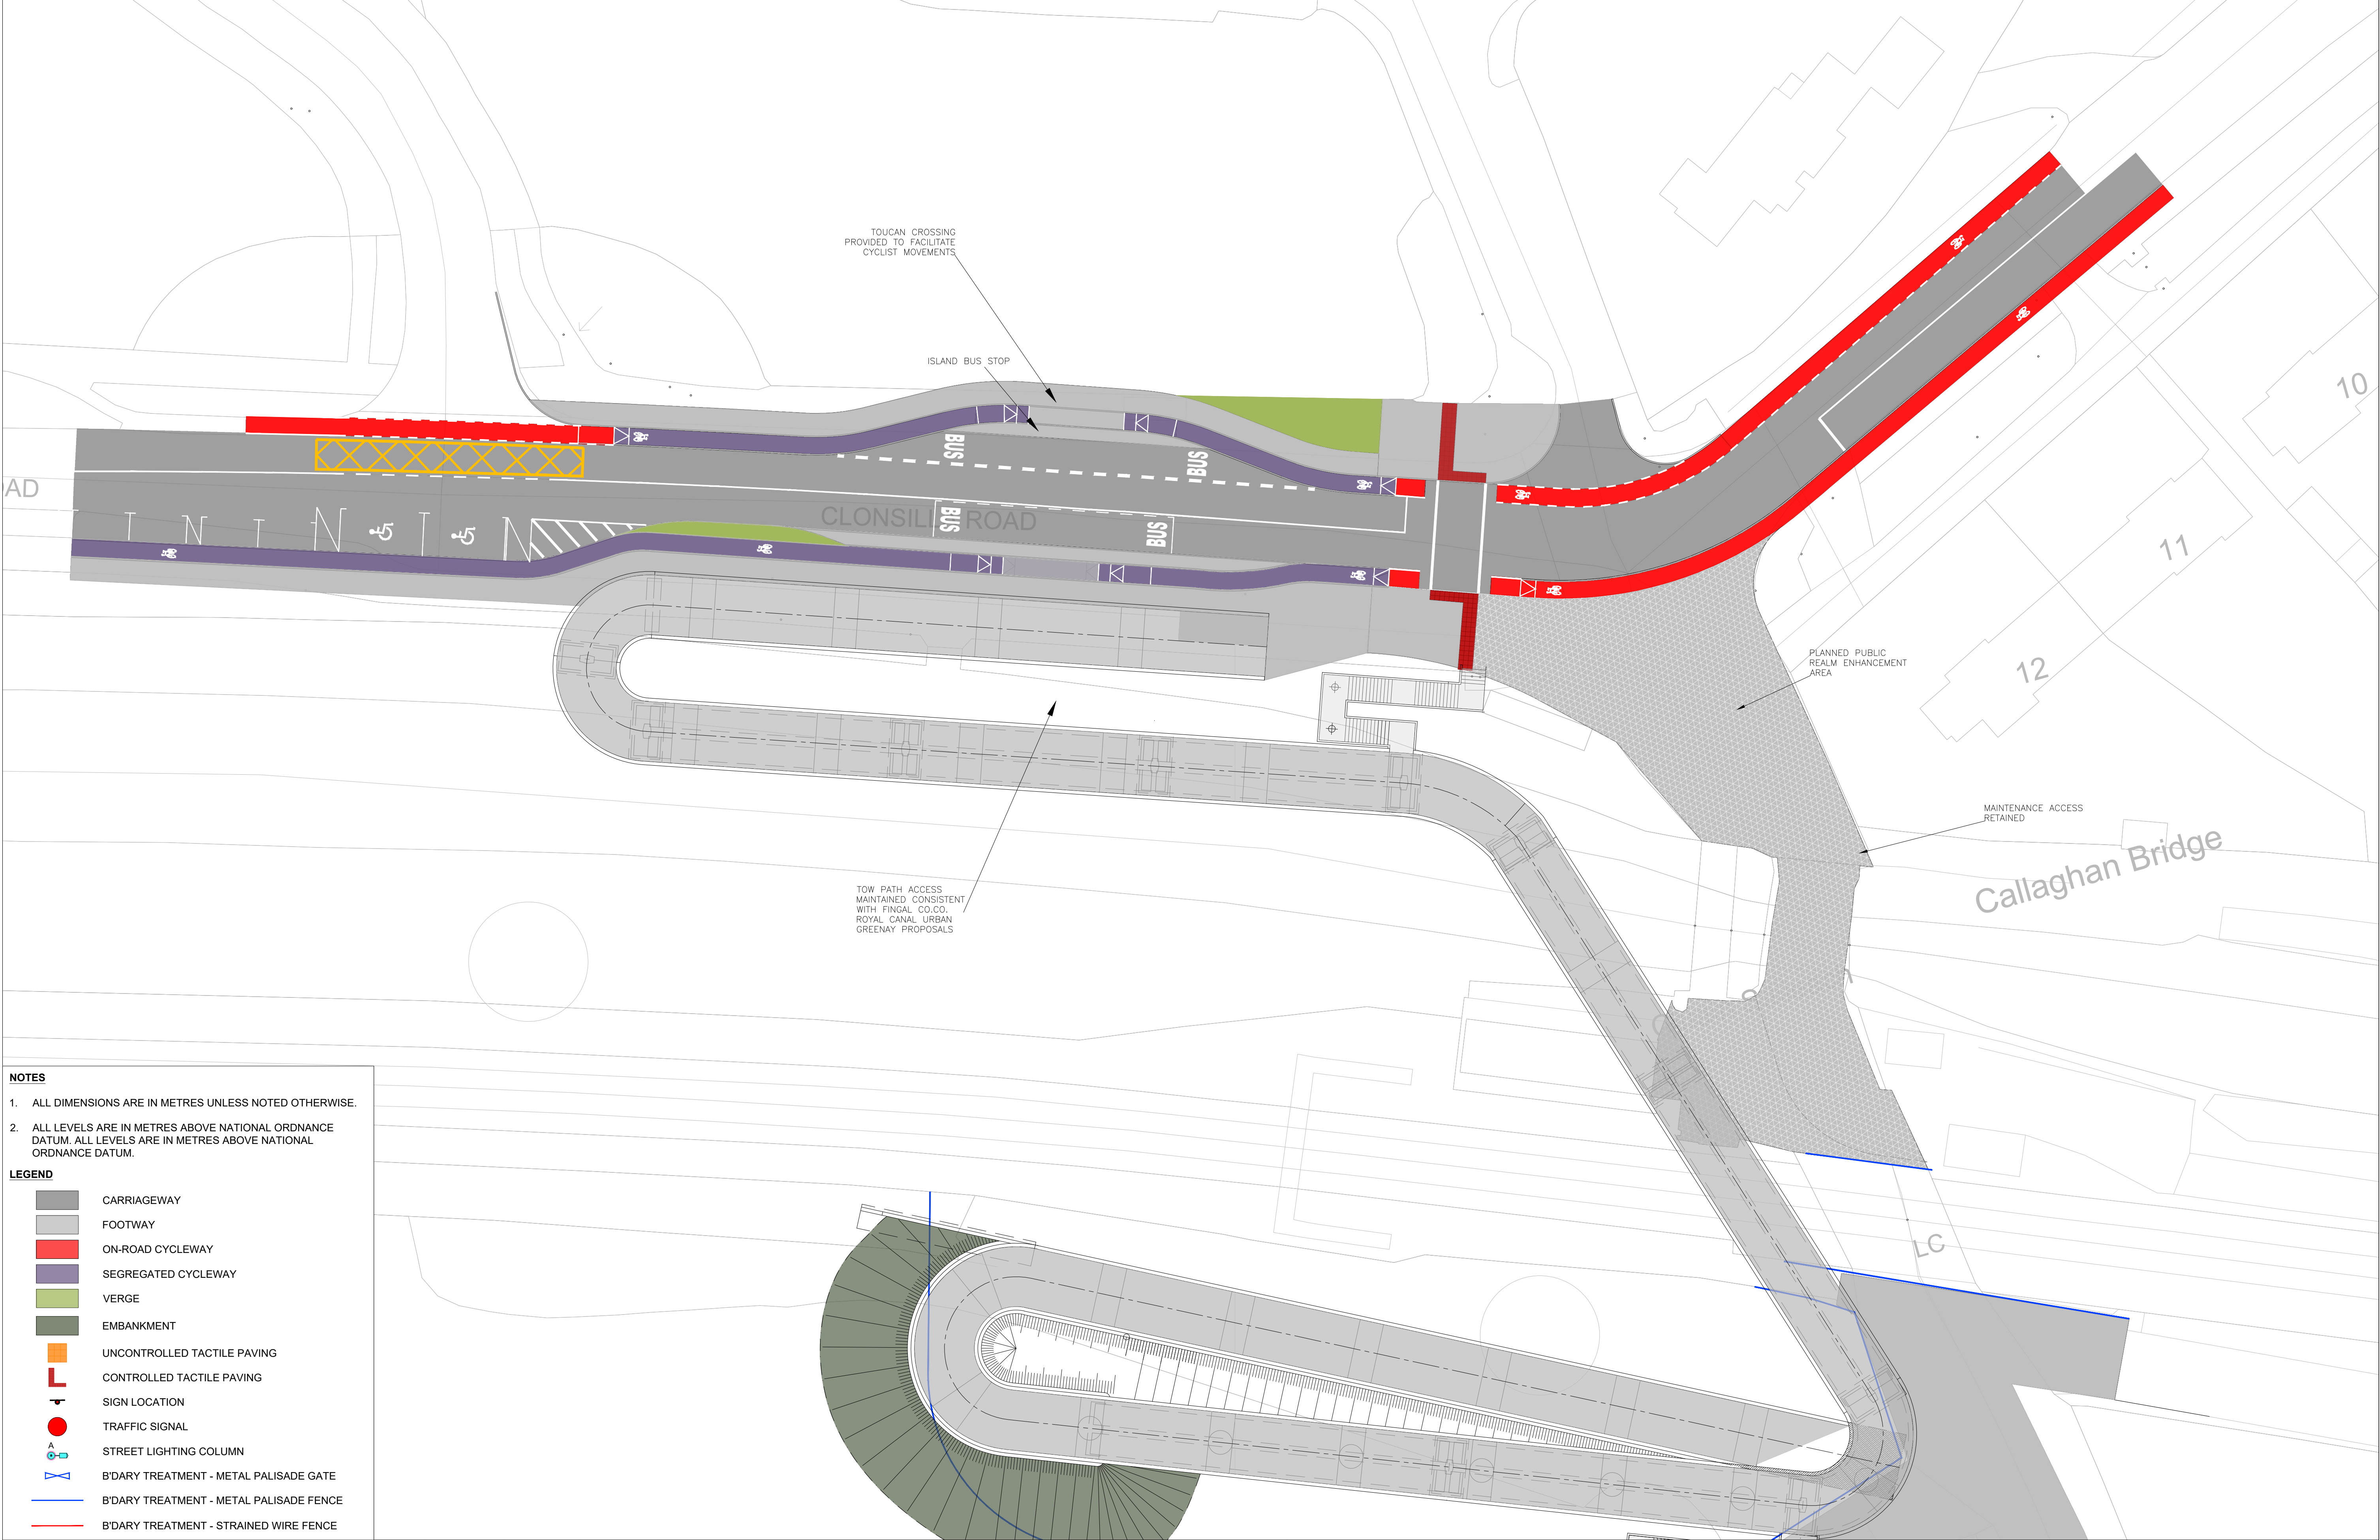 TOUCAN CROSSING
PROVIDED TO FACILITATE
CYCLIST MOVEMENTS
ISLAND BUS STOP
10
BUS
BUS
AD
CLONSILL ROAD
BUS
BUS
11
12
PLANNED PUBLIC
REALM ENHANCEMENT
AREA
MAINTENANCE ACCESS
RETAINED
Callaghan Bridge
TOW PATH ACCESS
MAINTAINED CONSISTENT
WITH FINGAL CO.CO.
ROYAL CANAL URBAN
GREENAY PROPOSALS
LC
NOTES
1. ALL DIMENSIONS ARE IN METRES UNLESS NOTED OTHERWISE.
2. ALL LEVELS ARE IN METRES ABOVE NATIONAL ORDNANCE
DATUM. ALL LEVELS ARE IN METRES ABOVE NATIONAL
ORDNANCE DATUM.
LEGEND
CARRIAGEWAY
FOOTWAY
ON-ROAD CYCLEWAY
SEGREGATED CYCLEWAY
VERGE
EMBANKMENT
UNCONTROLLED TACTILE PAVING
CONTROLLED TACTILE PAVING
SIGN LOCATION
TRAFFIC SIGNAL
A
STREET LIGHTING COLUMN
B'DARY TREATMENT - METAL PALISADE GATE
B'DARY TREATMENT - METAL PALISADE FENCE
B'DARY TREATMENT - STRAINED WIRE FENCE